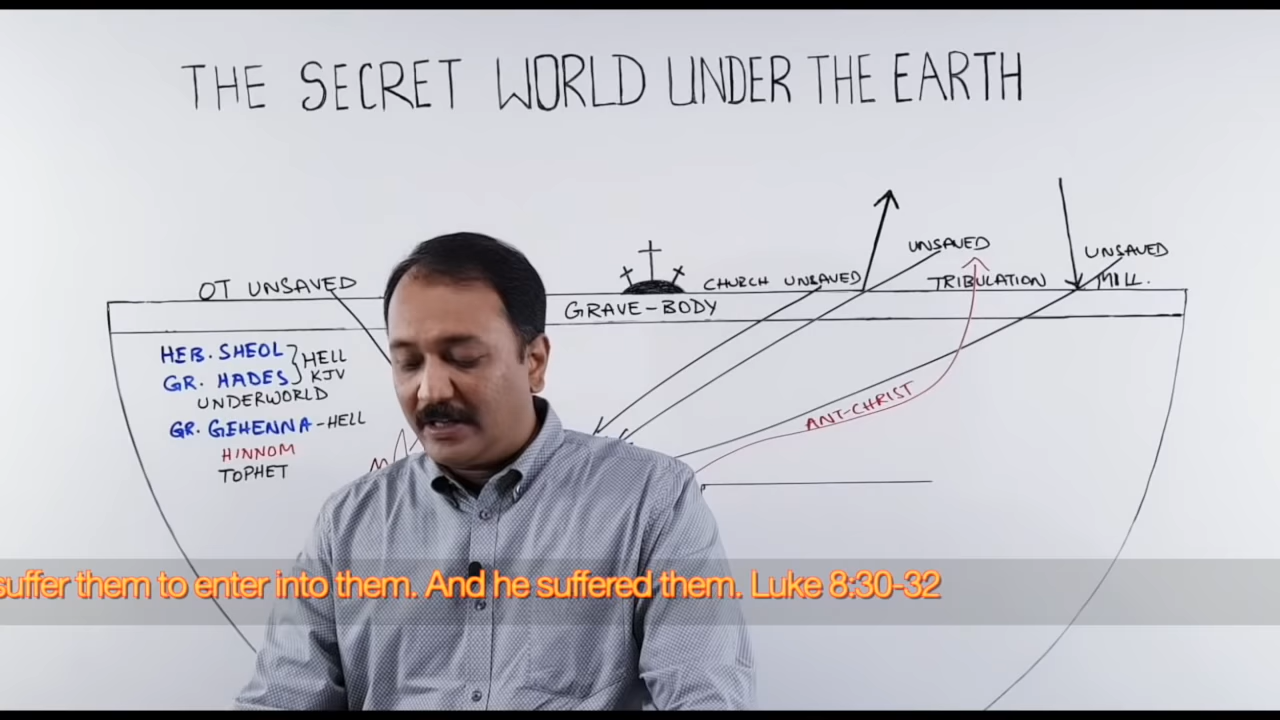 THE SECRET WORLD UNDER THE EARTH
OT UNSAVED
CHURCH UNSAVED
UNSAVED
TRIBULATION
UNSAVED
MILL.
GRAVE-BODY
HEB. SHEOL
GR. HADES
HELL
KJV
UNDERWORLD
GR. GEHENNA-HELL
HINNOM
TOPHET
ANT-CHRIST
suffer them to enter into them. And he suffered them. Luke 8:30-32